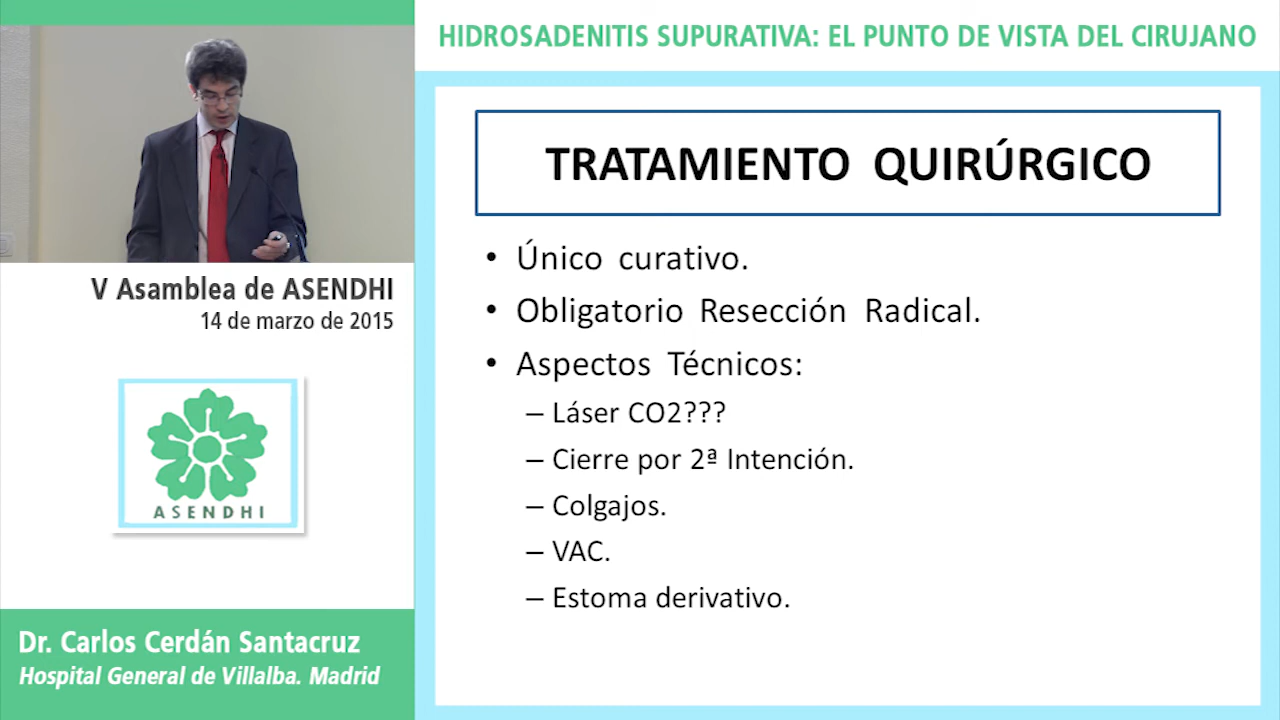 HIDROSADENITIS SUPURATIVA: EL PUNTO DE VISTA DEL CIRUJANO
V Asamblea de ASENDHI
14 de marzo de 2015
ASENDHI
Dr. Carlos Cerdán Santacruz
Hospital General de Villalba. Madrid
TRATAMIENTO QUIRÚRGICO
• Único curativo.
• Obligatorio Resección Radical.
• Aspectos Técnicos:
– Láser CO2???
– Cierre por 2ª Intención.
– Colgajos.
– VAC.
– Estoma derivativo.